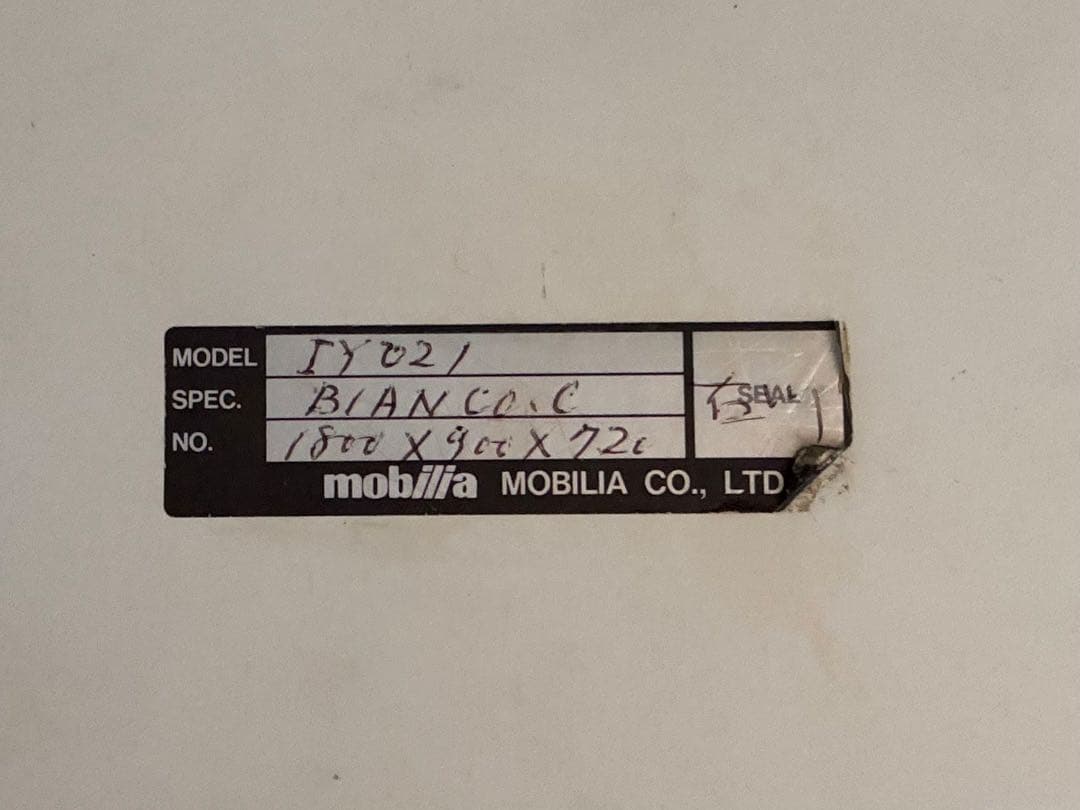 MODEL IY021
SPEC. BIANCO.C
NO. 1800 X 900 X 720
SEAL
mobilia MOBILIA CO., LTD.